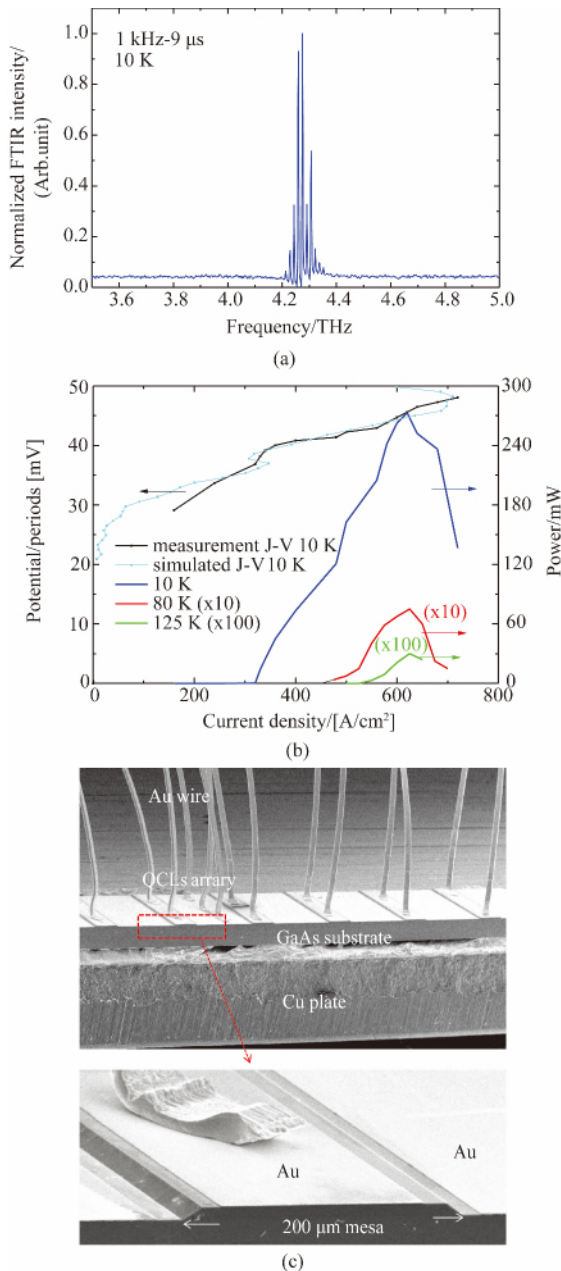 (a)
1 kHz-9 μs
10 K
Normalized FTIR intensity/
(Arb.unit)
1.0
0.8
0.6
0.4
0.2
0.0
3.6 3.8 4.0 4.2 4.4 4.6 4.8 5.0
Frequency/THz
(a)
50
40
30
20
10
0
Potential/periods [mV]
300
240
180
120
60
0
Power/mW
measurement J-V 10 K
simulated J-V10 K
10 K
80 K (x10)
125 K (x100)
(x10)
(x100)
0 200 400 600 800
Current density/[A/cm²]
(b)
Au wire
QCLs arrary
GaAs substrate
Cu plate
Au
Au
200 μm mesa
(c)